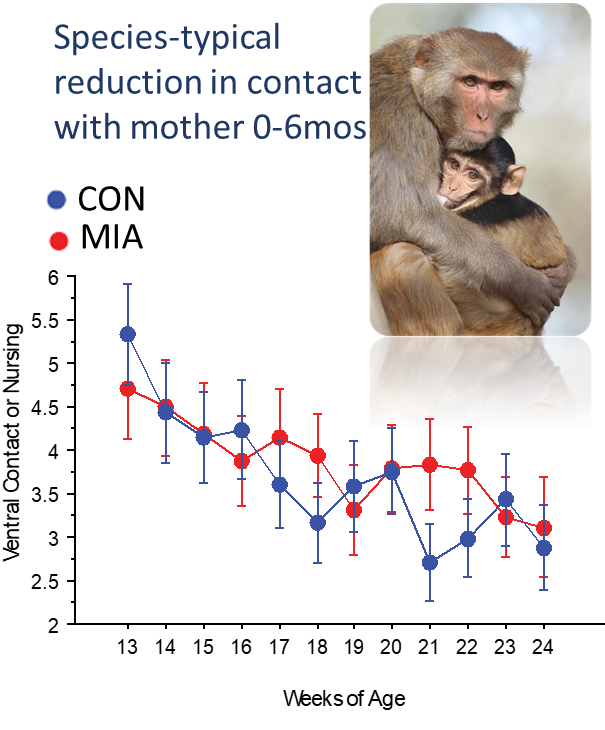 Species-typical
reduction in contact
with mother 0-6mos
CON
MIA
6
5.5
5
4.5
4
3.5
3
2.5
2
Ventral Contact or Nursing
13 14 15 16 17 18 19 20 21 22 23 24
Weeks of Age